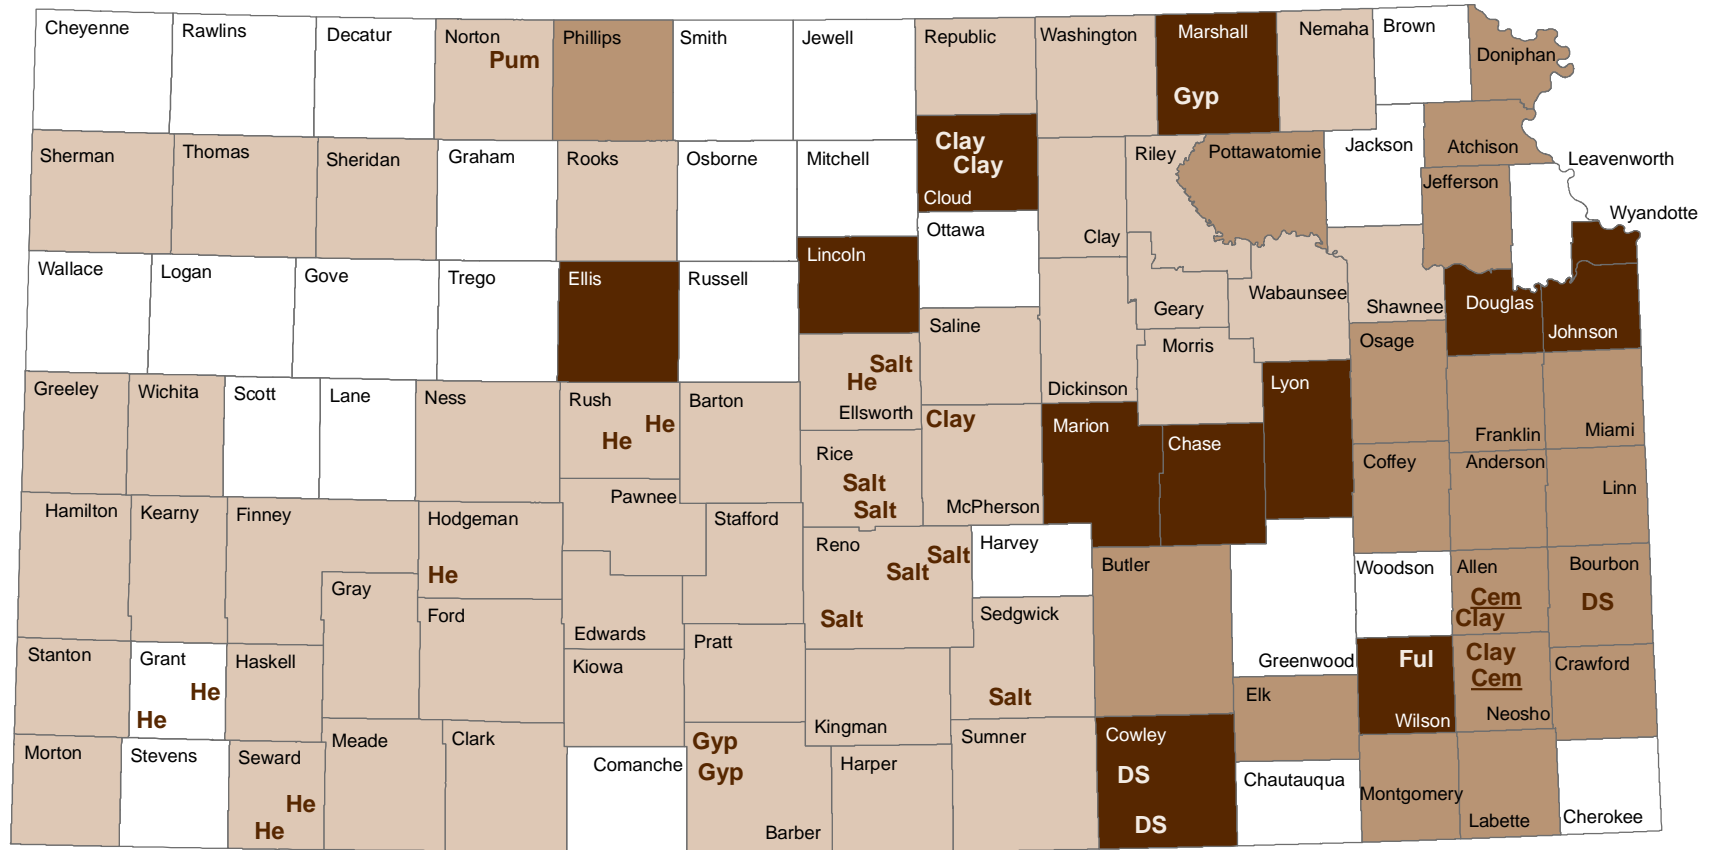 Cheyenne
Rawlins
Decatur
Norton
Pum
Phillips
Smith
Jewell
Republic
Washington
Marshall
Gyp
Nemaha
Brown
Doniphan
Sherman
Thomas
Sheridan
Graham
Rooks
Osborne
Mitchell
Clay
Clay
Cloud
Clay
Riley
Pottawatomie
Jackson
Atchison
Jefferson
Leavenworth
Wyandotte
Wallace
Logan
Gove
Trego
Ellis
Russell
Lincoln
Ottawa
Saline
Dickinson
Geary
Wabaunsee
Shawnee
Douglas
Johnson
Morris
Osage
Franklin
Miami
Greeley
Wichita
Scott
Lane
Ness
Rush
He
He
Barton
Salt
He
Ellsworth
Rice
Salt
Salt
Clay
McPherson
Marion
Chase
Lyon
Coffey
Anderson
Linn
Hamilton
Kearny
Finney
Hodgeman
He
Pawnee
Stafford
Reno
Salt
Salt
Salt
Harvey
Butler
Greenwood
Woodson
Allen
Cem
Clay
Bourbon
DS
Gray
Ford
Edwards
Pratt
Kiowa
Kingman
Sedgwick
Salt
Elk
Ful
Wilson
Clay
Cem
Neosho
Crawford
Stanton
Grant
He
He
Haskell
Morton
Stevens
Seward
He
He
Meade
Clark
Comanche
Gyp
Gyp
Barber
Harper
Sumner
Cowley
DS
DS
Chautauqua
Montgomery
Labette
Cherokee